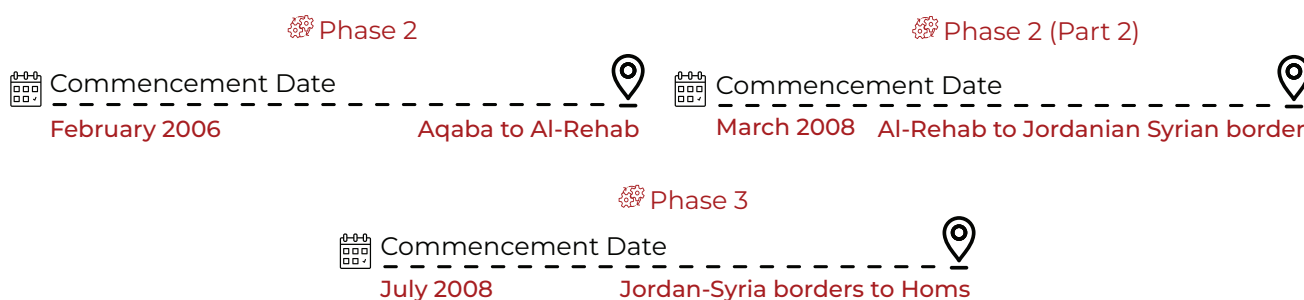 Phase 2
Commencement Date
February 2006 Aqaba to Al-Rehab
Phase 2 (Part 2)
Commencement Date
March 2008 Al-Rehab to Jordanian Syrian border
Phase 3
Commencement Date
July 2008 Jordan-Syria borders to Homs